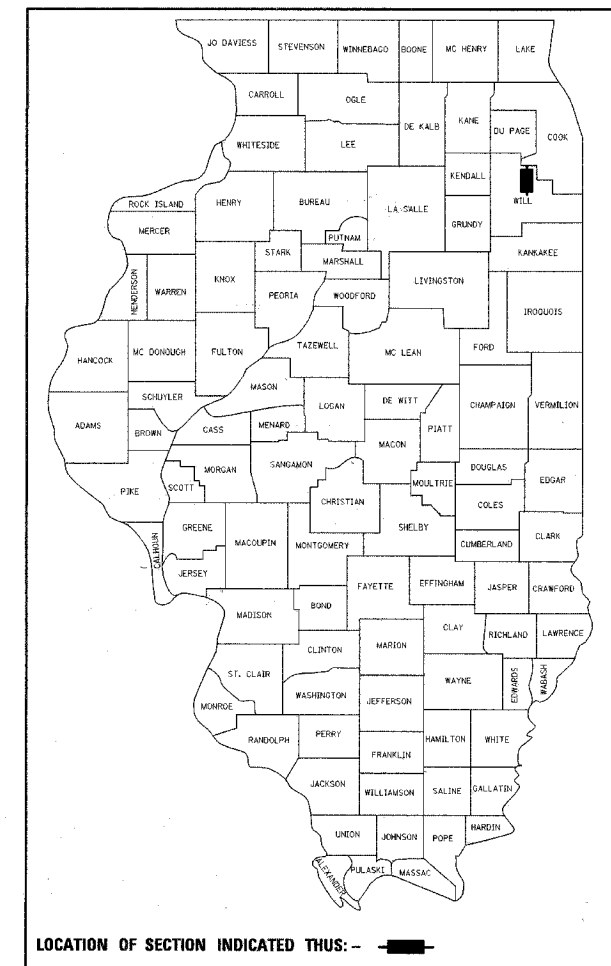 JO DAVIESS STEVENSON WINNEBAGO BOONE MC HENRY LAKE
CARROLL OGLE DE KALB KANE DU PAGE COOK
WHITESIDE LEE KENDALL WILL
ROCK ISLAND HENRY BUREAU LA SALLE GRUNDY
MERCER STARK PUTNAM MARSHALL KANKAKEE
HENDERSON WARREN KNOX PEORIA WOODFORD LIVINGSTON IROQUOIS
HANCOCK MC DONOUGH FULTON TAZEWELL MC LEAN FORD
SCHUYLER MASON LOGAN DE WITT CHAMPAIGN VERMILION
ADAMS BROWN CASS MENARD MACON PIATT
PIKE SCOTT MORGAN SANGAMON CHRISTIAN MOULTRIE DOUGLAS EDGAR
COLES
CALHOUN GREENE MACOUPIN MONTGOMERY SHELBY CUMBERLAND CLARK
JERSEY FAYETTE EFFINGHAM JASPER CRAWFORD
MADISON BOND CLAY RICHLAND LAWRENCE
CLINTON MARION
ST. CLAIR WASHINGTON JEFFERSON WAYNE EDWARDS WABASH
MONROE
RANDOLPH PERRY FRANKLIN HAMILTON WHITE
JACKSON WILLIAMSON SALINE GALLATIN
UNION JOHNSON POPE HARDIN
ALEXANDER PULASKI MASSAC
LOCATION OF SECTION INDICATED THUS: –